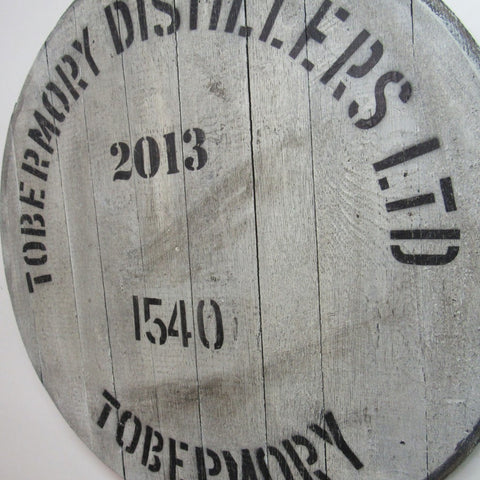 TOBERMORY DISTILLERS LTD
2013
1540
TOBERMORY